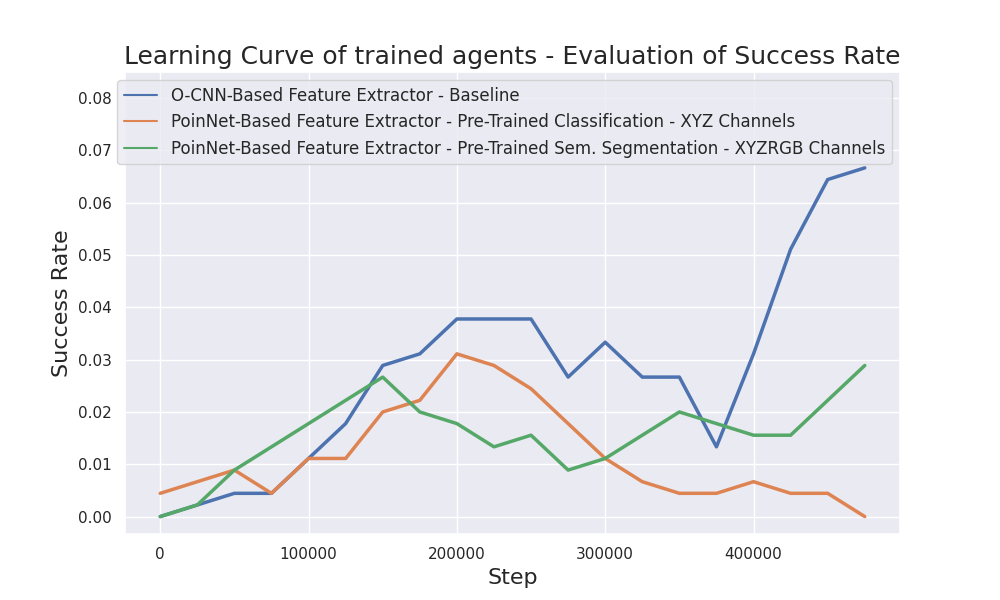 Learning Curve of trained agents - Evaluation of Success Rate
O-CNN-Based Feature Extractor - Baseline
PoinNet-Based Feature Extractor - Pre-Trained Classification - XYZ Channels
PoinNet-Based Feature Extractor - Pre-Trained Sem. Segmentation - XYZRGB Channels
0.08
0.07
0.06
0.05
0.04
0.03
0.02
0.01
0.00
Success Rate
0 100000 200000 300000 400000
Step